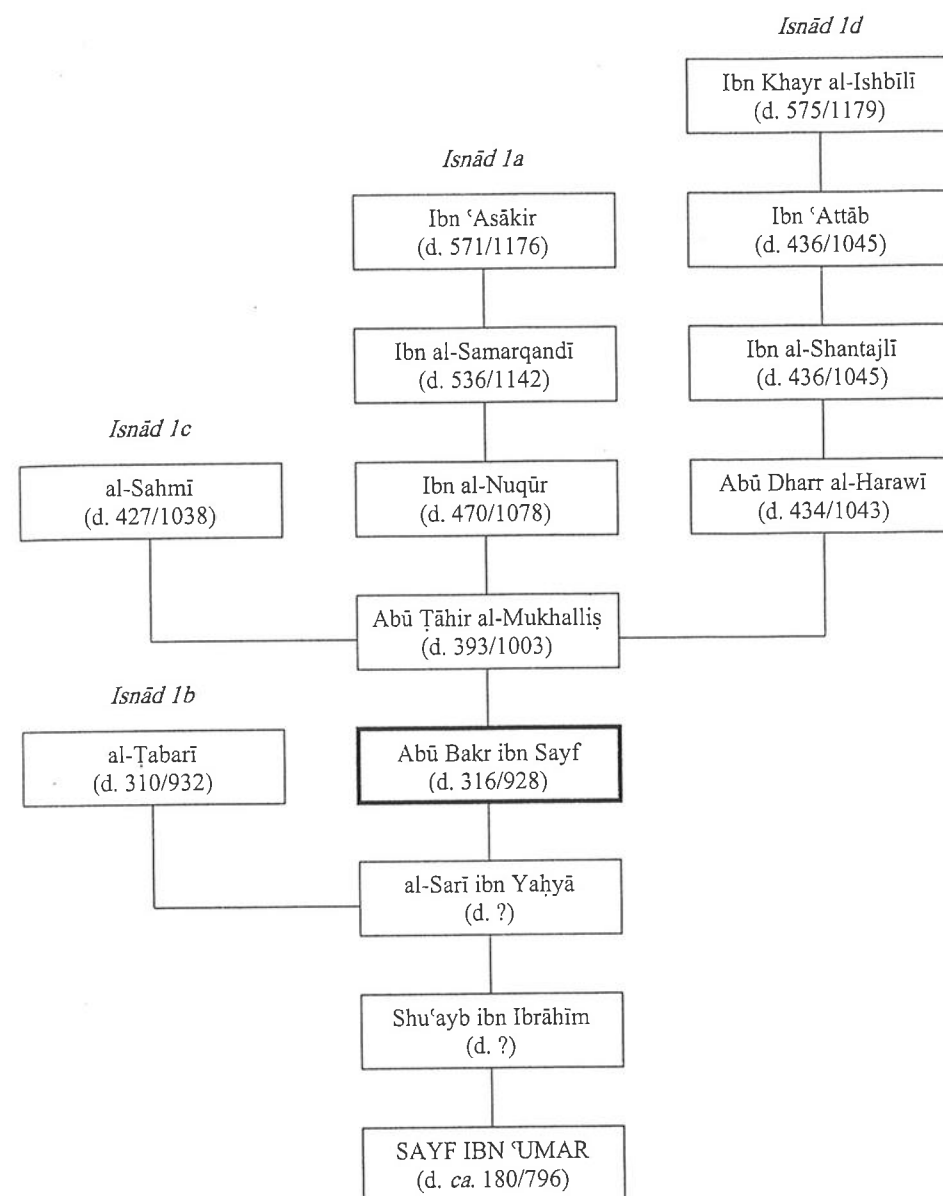 Isnād 1d
Ibn Khayr al-Ishbīlī
(d. 575/1179)
Isnād 1a
Ibn ʿAsākir
(d. 571/1176)
Ibn ʿAttāb
(d. 436/1045)
Ibn al-Samarqandī
(d. 536/1142)
Ibn al-Shantajlī
(d. 436/1045)
Isnād 1c
al-Sahmī
(d. 427/1038)
Ibn al-Nuqūr
(d. 470/1078)
Abū Dharr al-Harawī
(d. 434/1043)
Abū Ṭāhir al-Mukhalliṣ
(d. 393/1003)
Isnād 1b
al-Ṭabarī
(d. 310/932)
Abū Bakr ibn Sayf
(d. 316/928)
al-Sarī ibn Yaḥyā
(d. ?)
Shuʿayb ibn Ibrāhīm
(d. ?)
SAYF IBN ʿUMAR
(d. ca. 180/796)